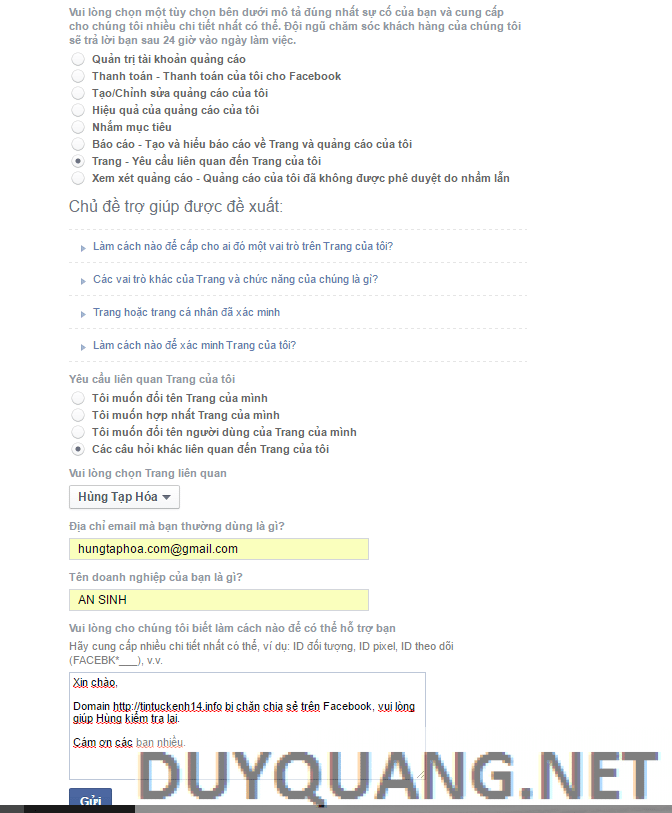 Vui lòng chọn một tùy chọn bên dưới mô tả đúng nhất sự cố của bạn và cung cấp
cho chúng tôi nhiều chi tiết nhất có thể. Đội ngũ chăm sóc khách hàng của chúng tôi
sẽ trả lời bạn sau 24 giờ vào ngày làm việc.
Quản trị tài khoản quảng cáo
Thanh toán - Thanh toán của tôi cho Facebook
Tạo/Chỉnh sửa quảng cáo của tôi
Hiệu quả của quảng cáo của tôi
Nhắm mục tiêu
Báo cáo - Tạo và hiểu báo cáo về Trang và quảng cáo của tôi
Trang - Yêu cầu liên quan đến Trang của tôi
Xem xét quảng cáo - Quảng cáo của tôi đã không được phê duyệt do nhầm lẫn
Chủ đề trợ giúp được đề xuất:
Làm cách nào để cấp cho ai đó một vai trò trên Trang của tôi?
Các vai trò khác của Trang và chức năng của chúng là gì?
Trang hoặc trang cá nhân đã xác minh
Làm cách nào để xác minh Trang của tôi?
Yêu cầu liên quan Trang của tôi
Tôi muốn đổi tên Trang của mình
Tôi muốn hợp nhất Trang của mình
Tôi muốn đổi tên người dùng của Trang của mình
Các câu hỏi khác liên quan đến Trang của tôi
Vui lòng chọn Trang liên quan
Hùng Tạp Hóa
Địa chỉ email mà bạn thường dùng là gì?
hungtaphoa.com@gmail.com
Tên doanh nghiệp của bạn là gì?
AN SINH
Vui lòng cho chúng tôi biết làm cách nào để có thể hỗ trợ bạn
Hãy cung cấp nhiều chi tiết nhất có thể, ví dụ: ID đối tượng, ID pixel, ID theo dõi
(FACEBK*___), v.v.
Xin chào,
Domain http://tintuckenh14.info bị chặn chia sẻ trên Facebook, vui lòng
giúp Hùng kiểm tra lại.
Cám ơn các bạn nhiều.
DUYQUANG.NET
Gửi